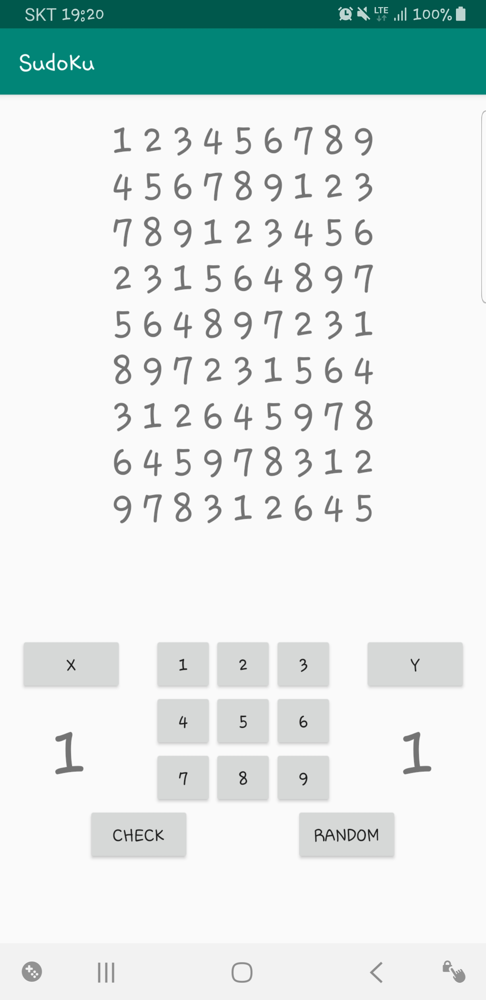 SKT 19:20 LTE 100%
Sudoku
1 2 3 4 5 6 7 8 9
4 5 6 7 8 9 1 2 3
7 8 9 1 2 3 4 5 6
2 3 1 5 6 4 8 9 7
5 6 4 8 9 7 2 3 1
8 9 7 2 3 1 5 6 4
3 1 2 6 4 5 9 7 8
6 4 5 9 7 8 3 1 2
9 7 8 3 1 2 6 4 5
X 1 2 3 Y
4 5 6
1 1
7 8 9
CHECK RANDOM